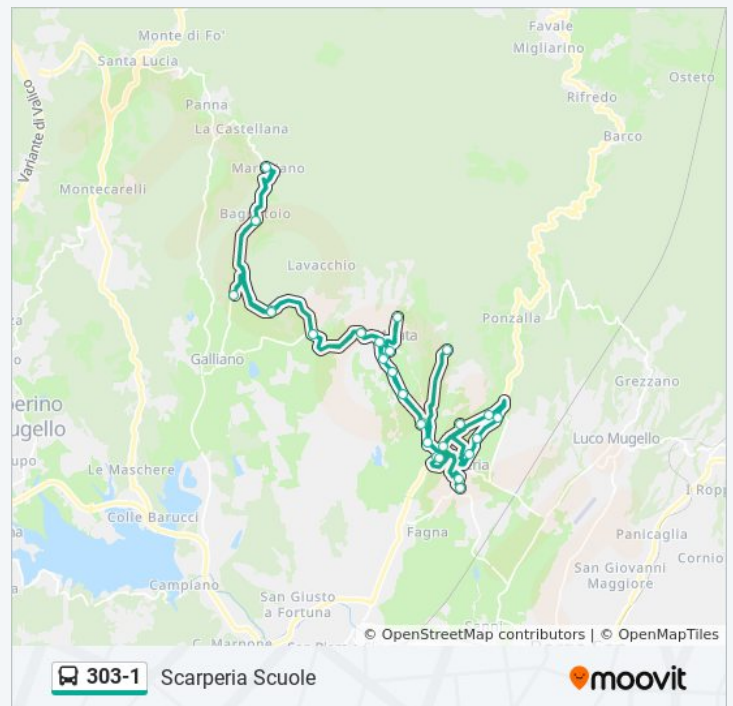 Monte di Fo'
Favale
Migliarino
Santa Lucia
Osteto
Variante di Valico
Rifredo
Panna
La Castellana
Barco
Montecarelli
Lavacchio
Ponzalla
Galliano
Grezzano
Luco Mugello
Le Maschere
Colle Barucci
Fagna
Panicaglia
San Giovanni
Maggiore
Cornio
Campiano
San Giusto
a Fortuna
© OpenStreetMap contributors | © OpenMapTiles
303-1 Scarperia Scuole
moovit